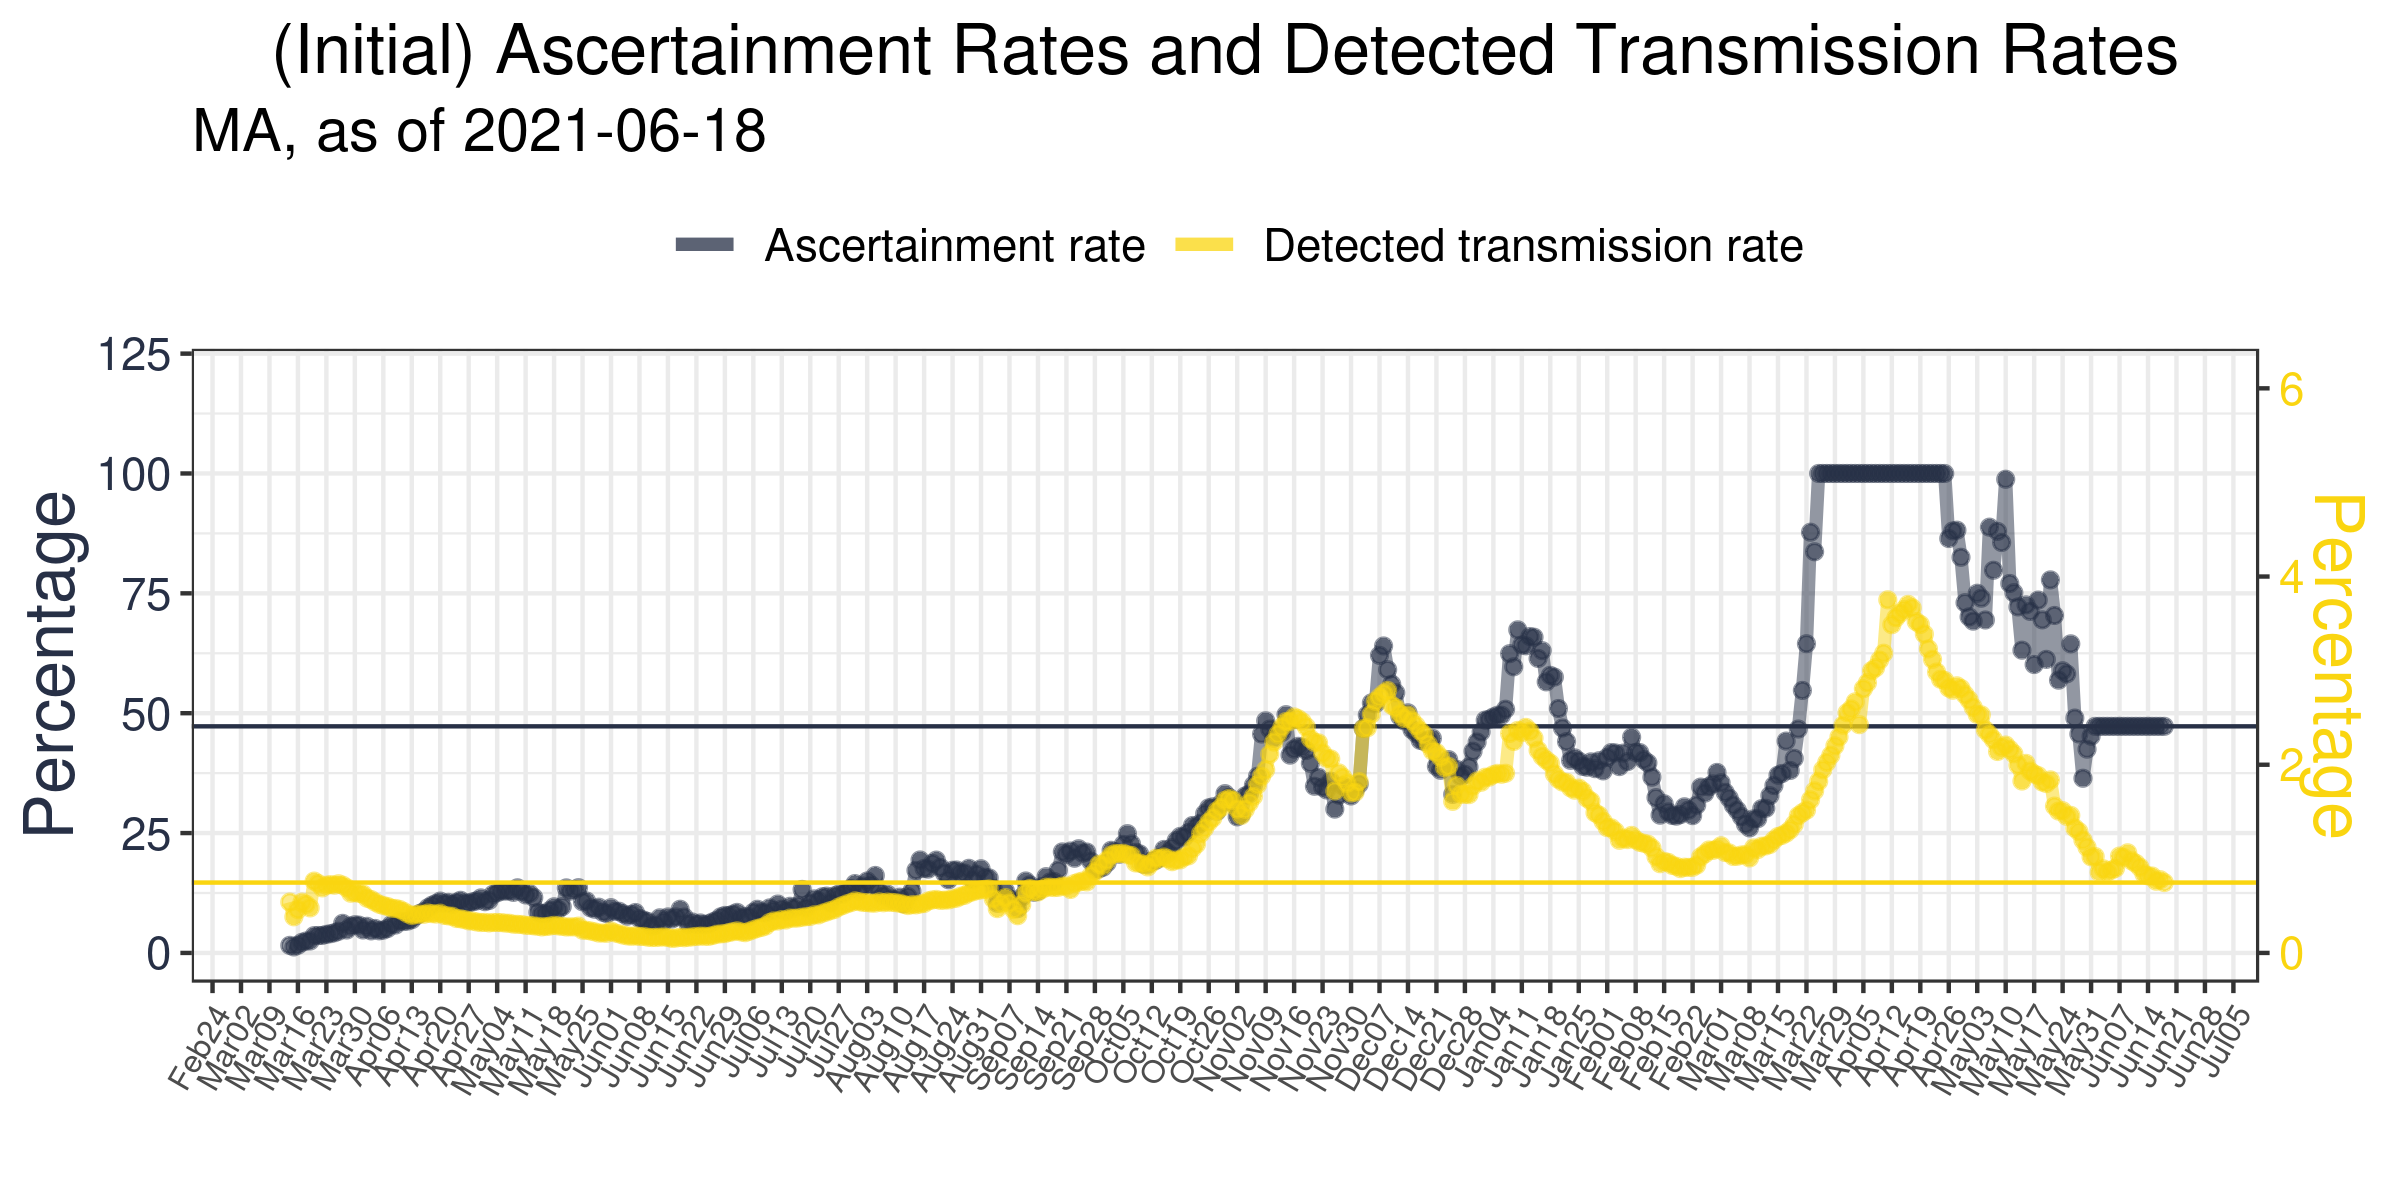 (Initial) Ascertainment Rates and Detected Transmission Rates
MA, as of 2021-06-18
Ascertainment rate
Detected transmission rate
125
100
75
50
25
0
Percentage
6
4
2
0
Percentage
Feb24
Mar02
Mar09
Mar16
Mar23
Mar30
Apr06
Apr13
Apr20
Apr27
May04
May11
May18
May25
Jun01
Jun08
Jun15
Jun22
Jun29
Jul06
Jul13
Jul20
Jul27
Aug03
Aug10
Aug17
Aug24
Aug31
Sep07
Sep14
Sep21
Sep28
Oct05
Oct12
Oct19
Oct26
Nov02
Nov09
Nov16
Nov23
Nov30
Dec07
Dec14
Dec21
Dec28
Jan04
Jan11
Jan18
Jan25
Feb01
Feb08
Feb15
Feb22
Mar01
Mar08
Mar15
Mar22
Mar29
Apr05
Apr12
Apr19
Apr26
May03
May10
May17
May24
May31
Jun07
Jun14
Jun21
Jun28
Jul05